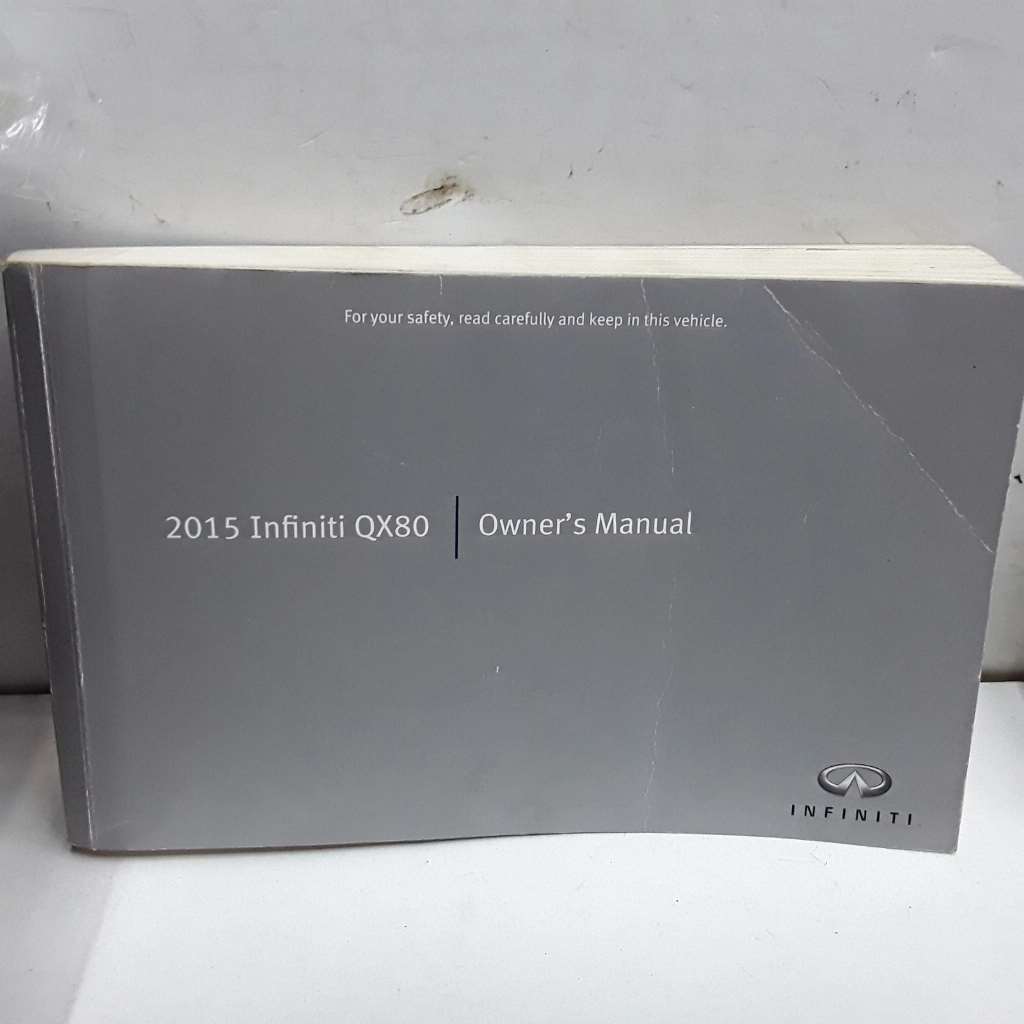 For your safety, read carefully and keep in this vehicle.
2015 Infiniti QX80 | Owner's Manual
INFINITI